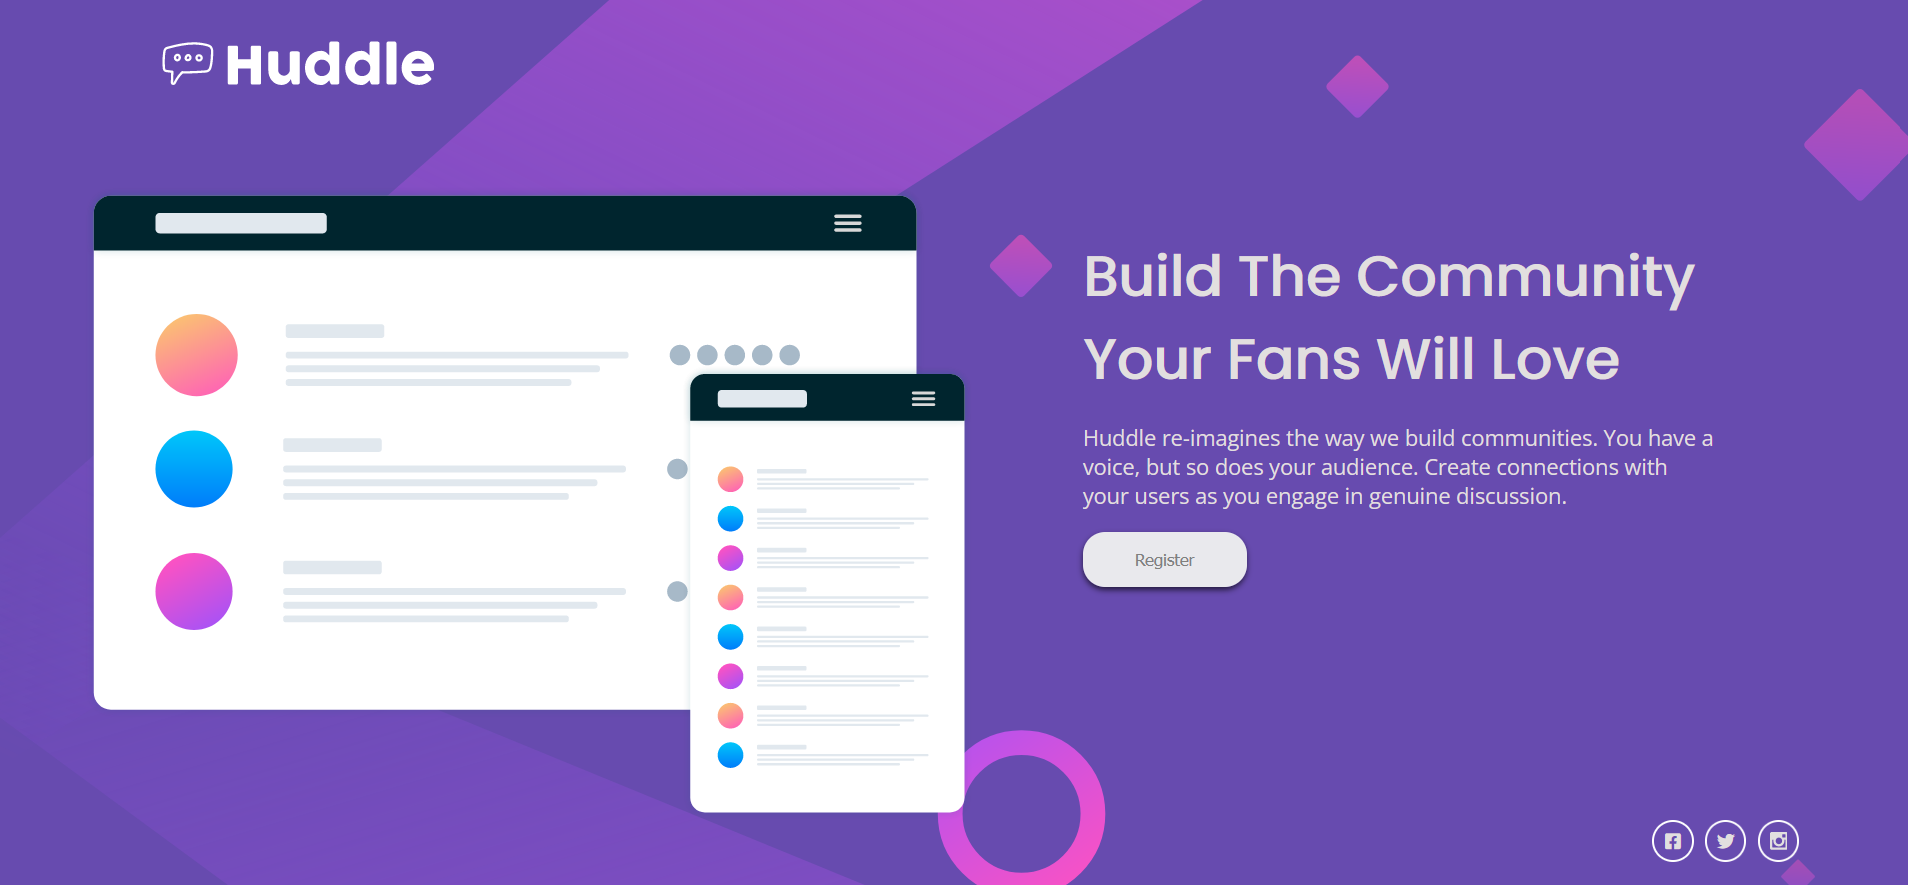 Huddle
Build The Community
Your Fans Will Love
Huddle re-imagines the way we build communities. You have a
voice, but so does your audience. Create connections with
your users as you engage in genuine discussion.
Register